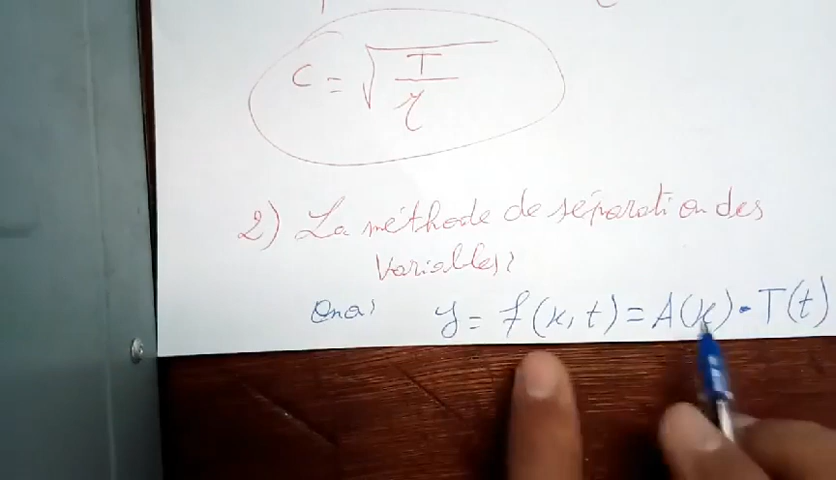 c = √(T/η)
2) La méthode de séparation des
variables:
On a: y = f(x, t) = A(x) • T(t)